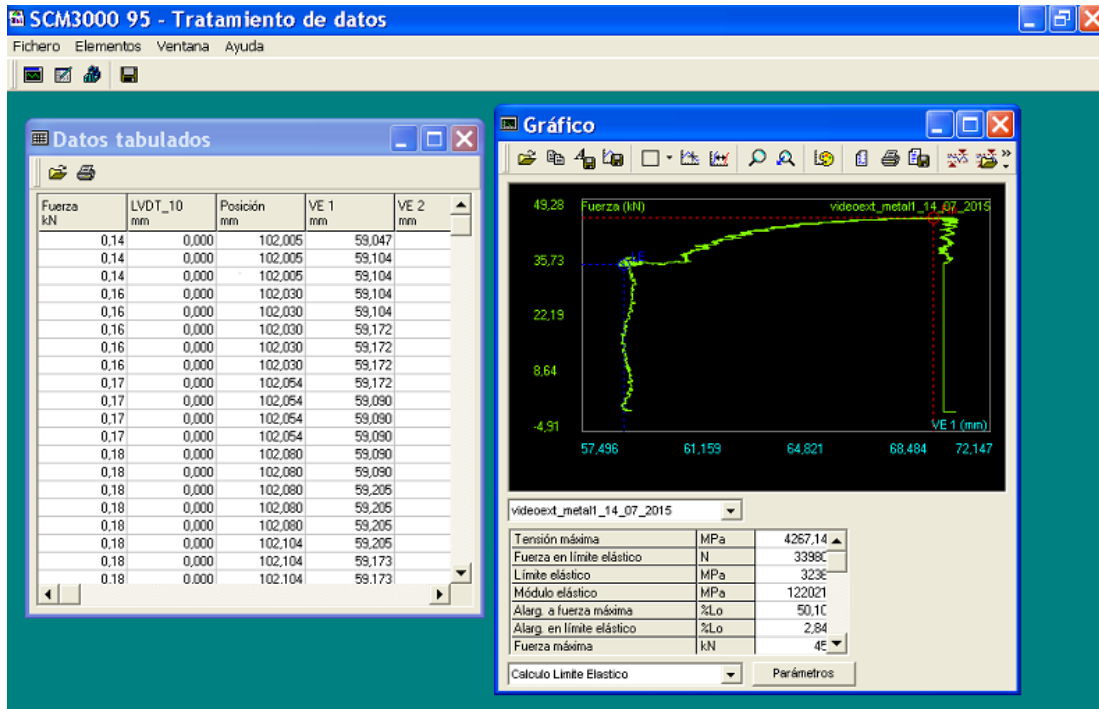 SCM3000 95 - Tratamiento de datos
Fichero Elementos Ventana Ayuda
Datos tabulados
Fuerza LVDT_10 Posición VE 1 VE 2
kN mm mm mm mm
0,14 0,000 102,005 59,047
0,14 0,000 102,005 59,104
0,14 0,000 102,005 59,104
0,16 0,000 102,030 59,104
0,16 0,000 102,030 59,104
0,16 0,000 102,030 59,172
0,16 0,000 102,030 59,172
0,16 0,000 102,030 59,172
0,17 0,000 102,054 59,172
0,17 0,000 102,054 59,090
0,17 0,000 102,054 59,090
0,17 0,000 102,054 59,090
0,18 0,000 102,080 59,090
0,18 0,000 102,080 59,090
0,18 0,000 102,080 59,205
0,18 0,000 102,080 59,205
0,18 0,000 102,080 59,205
0,18 0,000 102,104 59,205
0,18 0,000 102,104 59,173
0,18 0,000 102,104 59,173
Gráfico
49,28 Fuerza (kN) videoext_metal1_14_07_2015
35,73
22,19
8,64
-4,91 VE 1 (mm)
57,496 61,159 64,821 68,484 72,147
videoext_metal1_14_07_2015
Tensión máxima MPa 4267,14
Fuerza en límite elástico N 3398
Límite elástico MPa 323
Módulo elástico MPa 122021
Alarg. a fuerza máxima %Lo 50,1
Alarg. en límite elástico %Lo 2,84
Fuerza máxima kN 4
Calculo Limite Elastico Parámetros